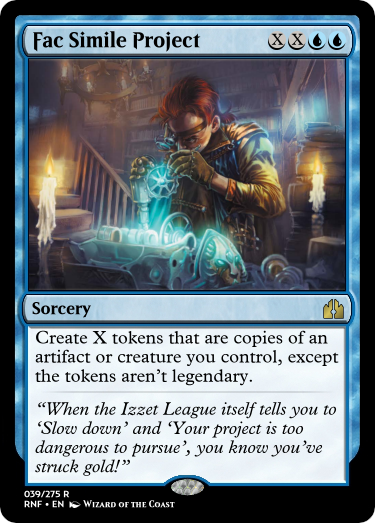 Fac Simile Project XX
Sorcery
Create X tokens that are copies of an
artifact or creature you control, except
the tokens aren't legendary.
“When the Izzet League itself tells you to
‘Slow down’ and ‘Your project is too
dangerous to pursue’, you know you’ve
struck gold!”
039/275 R
RNF • EN Wizard of the Coast